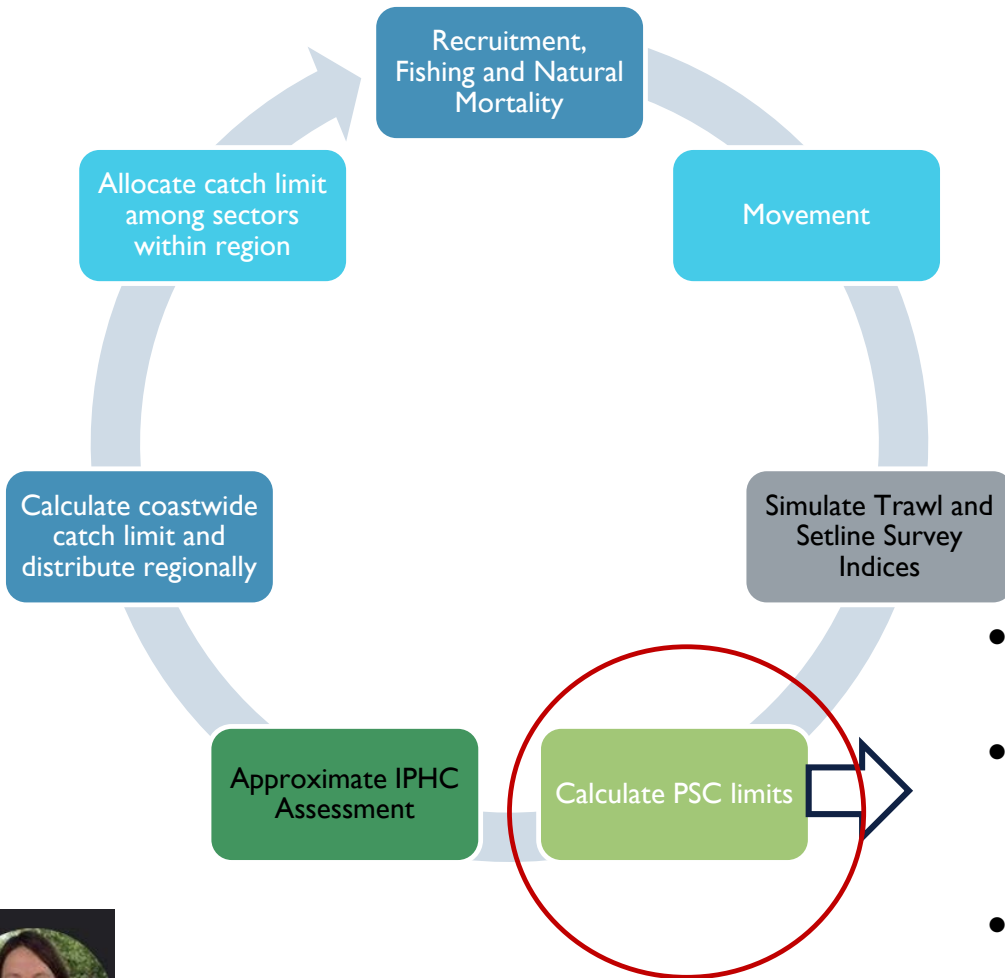 Recruitment,
Fishing and Natural
Mortality
Movement
Simulate Trawl and
Setline Survey
Indices
Calculate PSC limits
Approximate IPHC
Assessment
Calculate coastwide
catch limit and
distribute regionally
Allocate catch limit
among sectors
within region